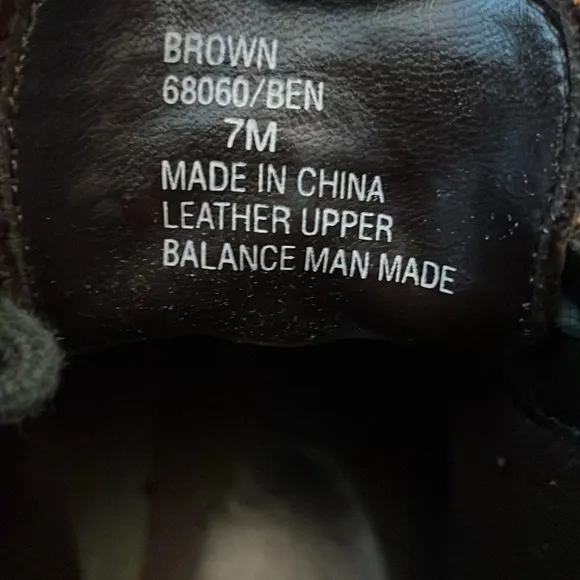 BROWN
68060/BEN
7M
MADE IN CHINA
LEATHER UPPER
BALANCE MAN MADE